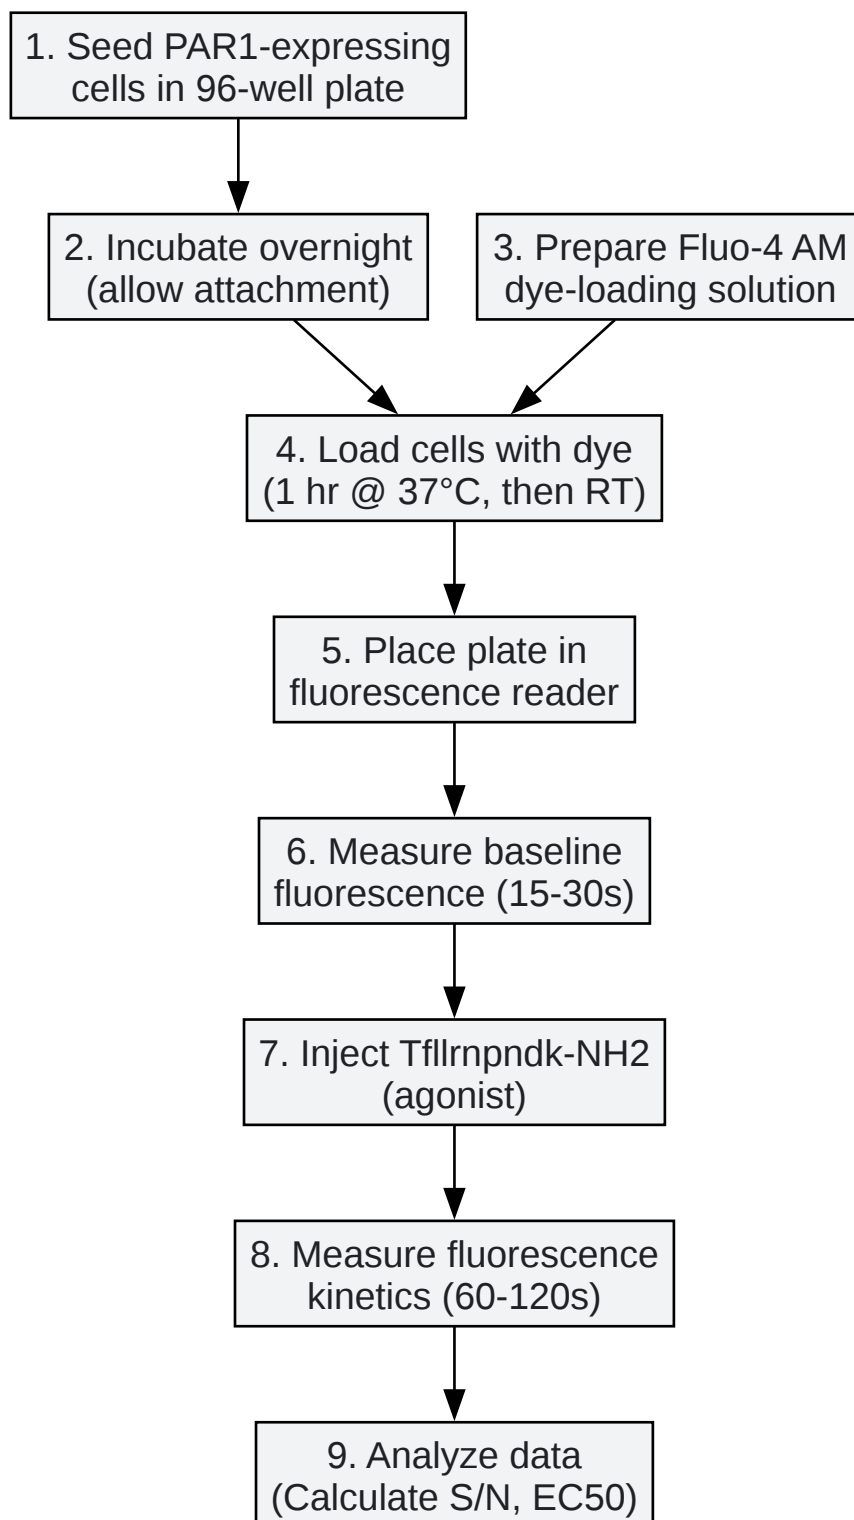 1. Seed PAR1-expressing
cells in 96-well plate
2. Incubate overnight
(allow attachment)
3. Prepare Fluo-4 AM
dye-loading solution
4. Load cells with dye
(1 hr @ 37°C, then RT)
5. Place plate in
fluorescence reader
6. Measure baseline
fluorescence (15-30s)
7. Inject Tfllrnpndk-NH2
(agonist)
8. Measure fluorescence
kinetics (60-120s)
9. Analyze data
(Calculate S/N, EC50)